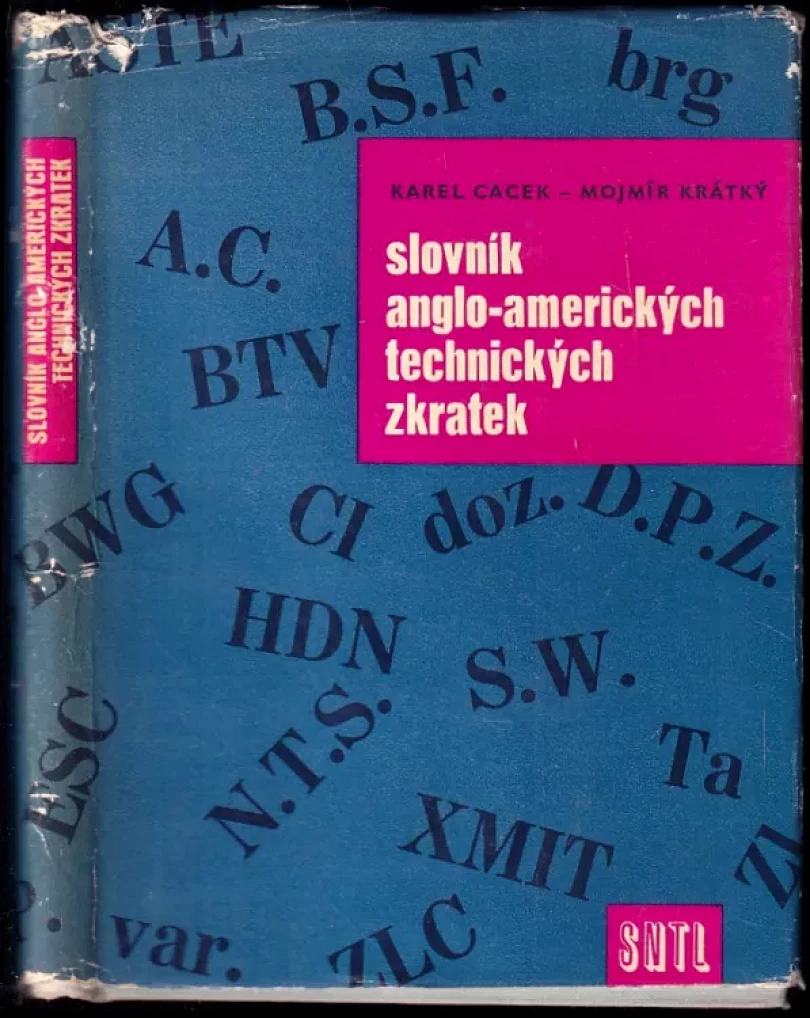 ASTE
B.S.F.
brg
KAREL CACEK – MOJMÍR KRÁTKÝ
slovník
anglo-amerických
technických
zkratek
SLOVNÍK ANGLO-AMERICKÝCH
TECHNICKÝCH ZKRATEK
A.C.
BTV
BWG
CI
doz.
D.P.Z.
HDN
S.W.
ESC
N.T.S.
Ta
XMIT
var.
ZLC
SNTL